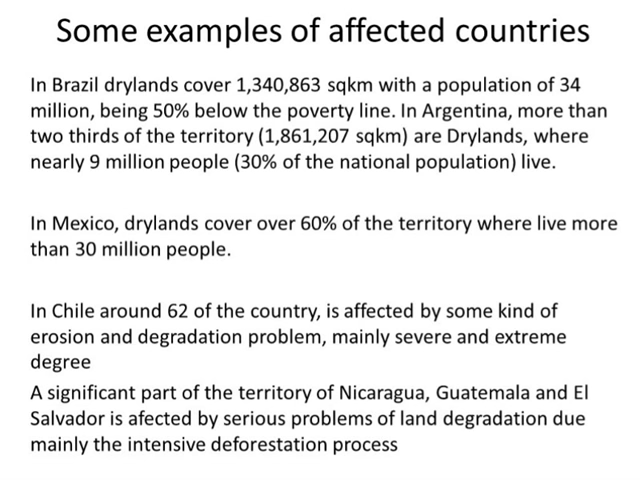 Some examples of affected countries
In Brazil drylands cover 1,340,863 sqkm with a population of 34
million, being 50% below the poverty line. In Argentina, more than
two thirds of the territory (1,861,207 sqkm) are Drylands, where
nearly 9 million people (30% of the national population) live.
In Mexico, drylands cover over 60% of the territory where live more
than 30 million people.
In Chile around 62 of the country, is affected by some kind of
erosion and degradation problem, mainly severe and extreme
degree
A significant part of the territory of Nicaragua, Guatemala and El
Salvador is afected by serious problems of land degradation due
mainly the intensive deforestation process